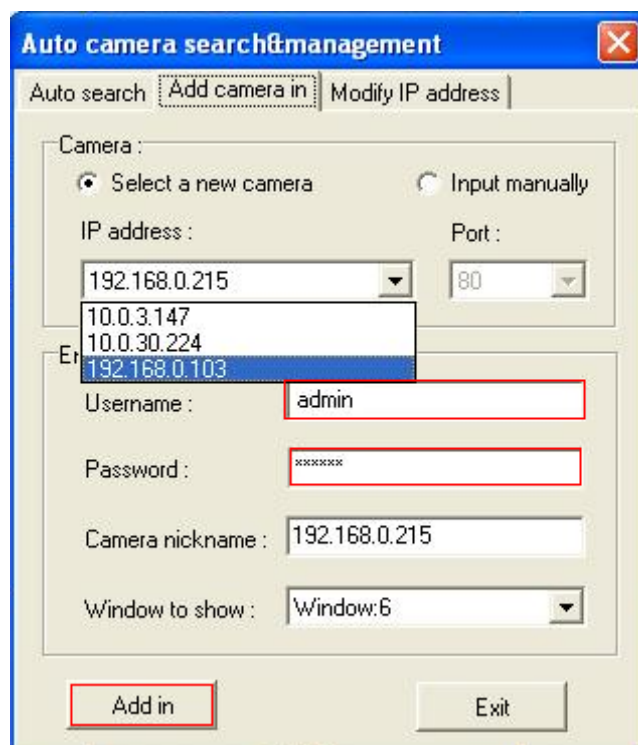 Auto camera search&management
Auto search Add camera in Modify IP address
Camera :
Select a new camera Input manually
IP address : Port :
192.168.0.215 80
10.0.3.147
10.0.30.224
192.168.0.103
Username : admin
Password : ******
Camera nickname : 192.168.0.215
Window to show : Window:6
Add in Exit